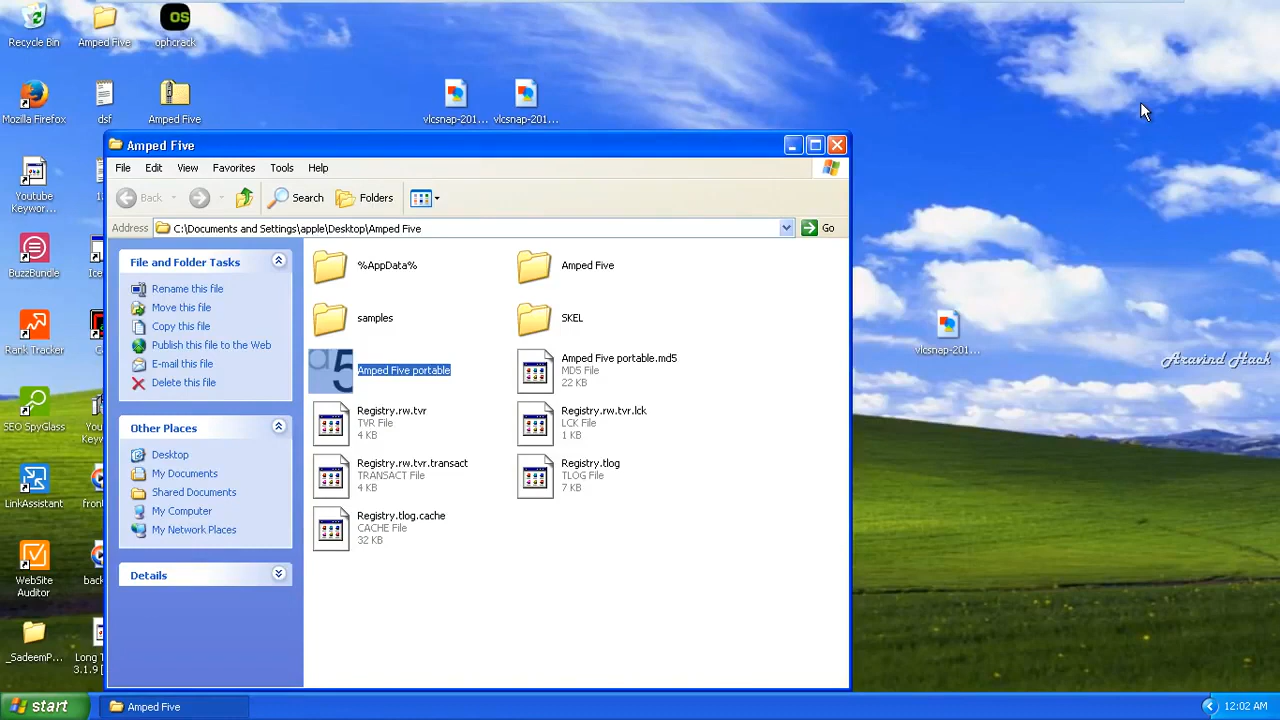 Recycle Bin
Amped Five
ophcrack
Mozilla Firefox
dsf
Amped Five
vlcsnap-201...
vlcsnap-201...
Youtube
Keywor...
BuzzBundle
Rank Tracker
SEO SpyGlass
LinkAssistant
WebSite
Auditor
_SadeemP...
Long T
3.1.9 [
Amped Five
File
Edit
View
Favorites
Tools
Help
Back
Search
Folders
Address
C:\Documents and Settings\apple\Desktop\Amped Five
Go
File and Folder Tasks
Rename this file
Move this file
Copy this file
Publish this file to the Web
E-mail this file
Delete this file
Other Places
Desktop
My Documents
Shared Documents
My Computer
My Network Places
Details
%AppData%
Amped Five
samples
SKEL
Amped Five portable
Amped Five portable.md5
MD5 File
22 KB
Registry.rw.tvr
TVR File
4 KB
Registry.rw.tvr.lck
LCK File
1 KB
Registry.rw.tvr.transact
TRANSACT File
4 KB
Registry.tlog
TLOG File
7 KB
Registry.tlog.cache
CACHE File
32 KB
vlcsnap-201...
Aravind Hack
start
Amped Five
12:02 AM